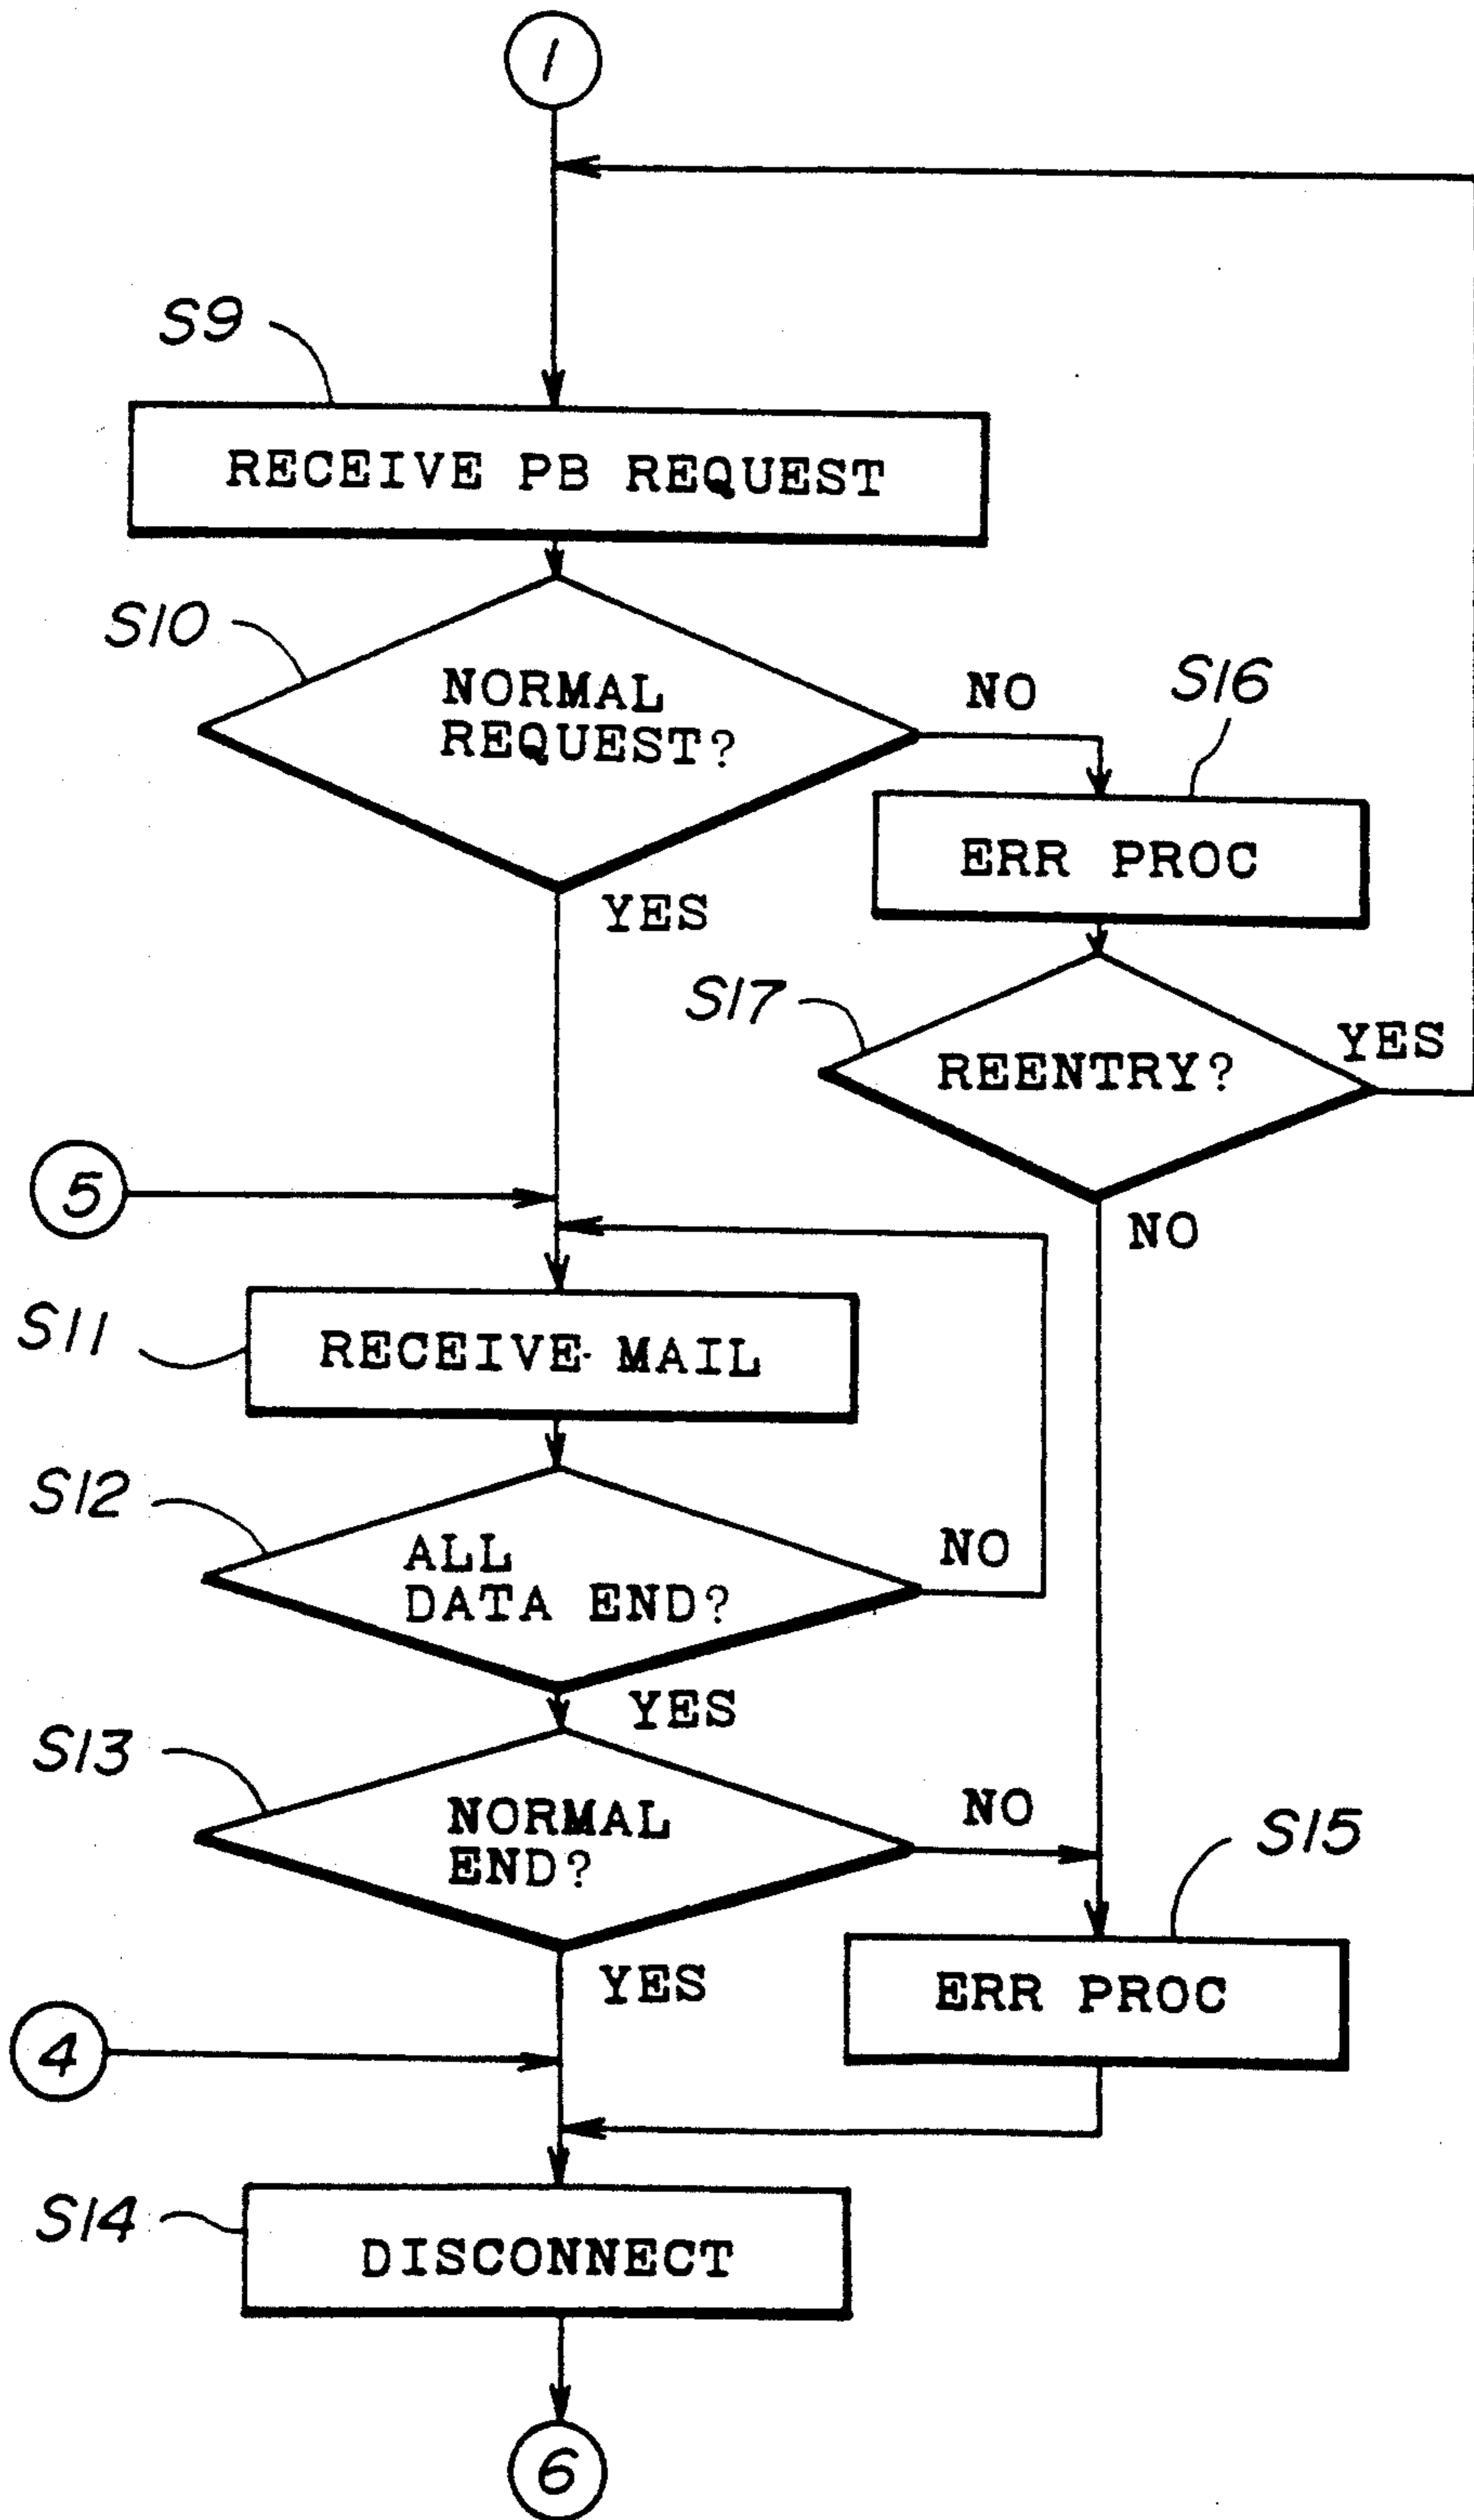 1
S9
RECEIVE PB REQUEST
S10
NORMAL
REQUEST?
NO
S16
YES
ERR PROC
S17
REENTRY?
YES
5
NO
S11
RECEIVE MAIL
S12
ALL
DATA END?
NO
YES
S13
NORMAL
END?
NO
S15
YES
ERR PROC
4
S14
DISCONNECT
6